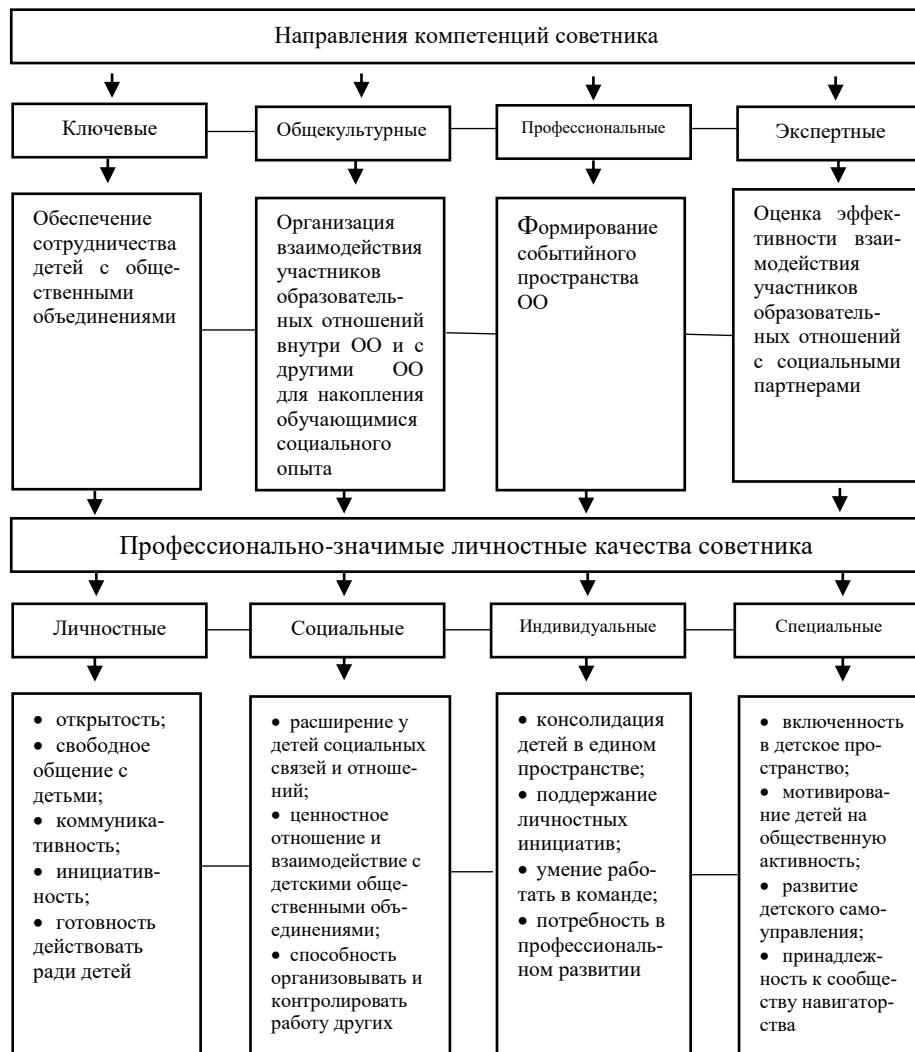 Направления компетенций советника
Ключевые
Общекультурные
Профессиональные
Экспертные
Обеспечение
сотрудничества
детей с обще-
ственными
объединениями
Организация
взаимодействия
участников
образователь-
ных отношений
внутри ОО и с
другими ОО
для накопления
обучающимися
социального
опыта
Формирование
событийного
пространства
ОО
Оценка эффек-
тивности взаи-
модействия
участников
образователь-
ных отношений
с социальными
партнерами
Профессионально-значимые личностные качества советника
Личностные
Социальные
Индивидуальные
Специальные
• открытость;
• свободное
общение с
детьми;
• коммуника-
тивность;
• инициатив-
ность;
• готовность
действовать
ради детей
• расширение у
детей социальных
связей и отноше-
ний;
• ценностное
отношение и
взаимодействие с
детскими обще-
ственными объ-
единениями;
• способность
организовывать и
контролировать
работу других
• консолидация
детей в едином
пространстве;
• поддержание
личностных
инициатив;
• умение рабо-
тать в команде;
• потребность в
профессиональ-
ном развитии
• включенность
в детское про-
странство;
• мотивирова-
ние детей на
общественную
активность;
• развитие
детского само-
управления;
• принадлеж-
ность к сообще-
ству навигатор-
ства